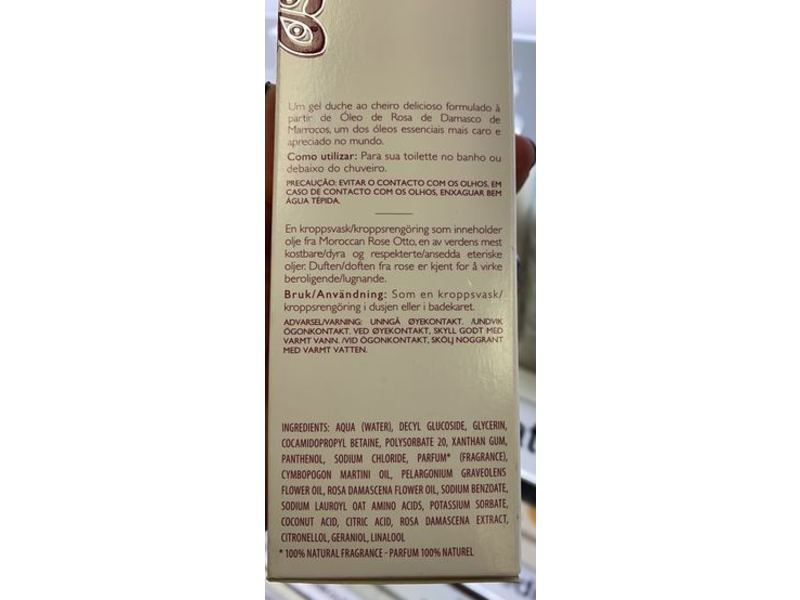 Um gel duche ao cheiro delicioso formulado à
partir de Óleo de Rosa de Damasco de
Marrocos, um dos óleos essenciais mais caro e
apreciado no mundo.
Como utilizar: Para sua toilette no banho ou
debaixo do chuveiro.
PRECAUÇÃO: EVITAR O CONTACTO COM OS OLHOS. EM
CASO DE CONTACTO COM OS OLHOS, ENXAGUAR BEM
ÁGUA TÉPIDA.
En kroppsvask/kroppsrengöring som inneholder
olje fra Moroccan Rose Otto, en av verdens mest
kostbare/dyra og respekterte/ansedda eteriske
oljer. Duften/doften fra rose er kjent for å virke
beroligende/lugnande.
Bruk/Användning: Som en kroppsvask/
kroppsrengöring i dusjen eller i badekaret.
ADVARSEL/VARNING: UNNGÅ ØYEKONTAKT. /UNDVIK
ÖGONKONTAKT. VED ØYEKONTAKT, SKYLL GODT MED
VARMT VANN. /VID ÖGONKONTAKT, SKÖLJ NOGGRANT
MED VARMT VATTEN.
INGREDIENTS: AQUA (WATER), DECYL GLUCOSIDE, GLYCERIN,
COCAMIDOPROPYL BETAINE, POLYSORBATE 20, XANTHAN GUM,
PANTHENOL, SODIUM CHLORIDE, PARFUM* (FRAGRANCE),
CYMBOPOGON MARTINI OIL, PELARGONIUM GRAVEOLENS
FLOWER OIL, ROSA DAMASCENA FLOWER OIL, SODIUM BENZOATE,
SODIUM LAUROYL OAT AMINO ACIDS, POTASSIUM SORBATE,
COCONUT ACID, CITRIC ACID, ROSA DAMASCENA EXTRACT,
CITRONELLOL, GERANIOL, LINALOOL
* 100% NATURAL FRAGRANCE - PARFUM 100% NATUREL